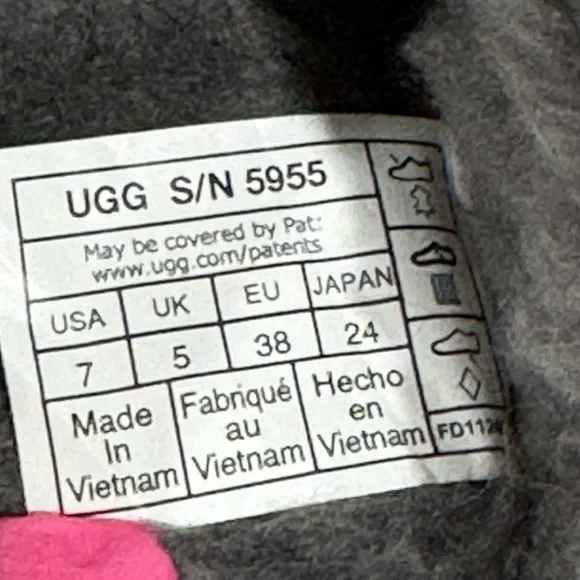 UGG S/N 5955
May be covered by Pat:
www.ugg.com/patents
USA UK EU JAPAN
7 5 38 24
Made In Vietnam
Fabriqué au Vietnam
Hecho en Vietnam